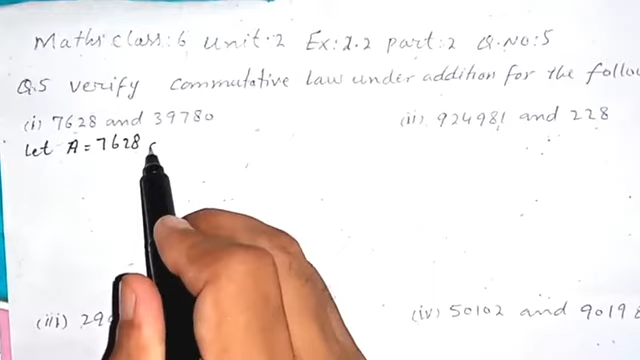 Maths class: 6 Unit. 2 Ex: 2.2 part: 2 Q.No: 5
Q.5 verify commutative law under addition for the
(i) 7628 and 39780 (ii) 924981 and 228
Let A = 7628
(iii) (iv) 50102 and 9019